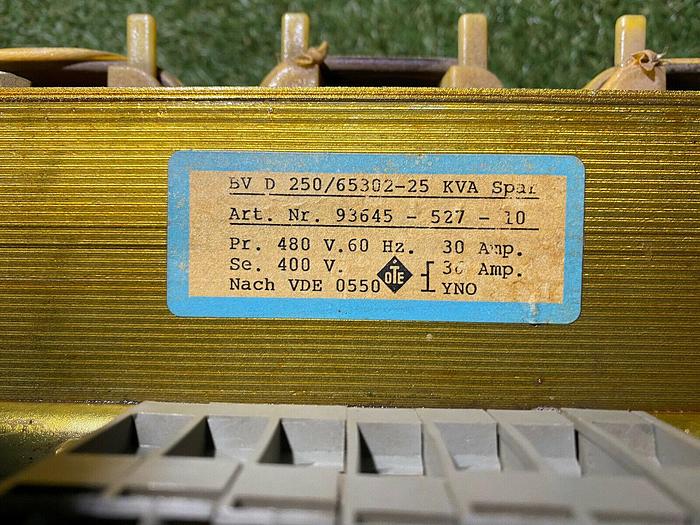 BV D 250/65302-25 KVA Spar
Art. Nr. 93645 - 527 - 10
Pr. 480 V.60 Hz. 30 Amp.
Se. 400 V. 36 Amp.
Nach VDE 0550 OTE YNO